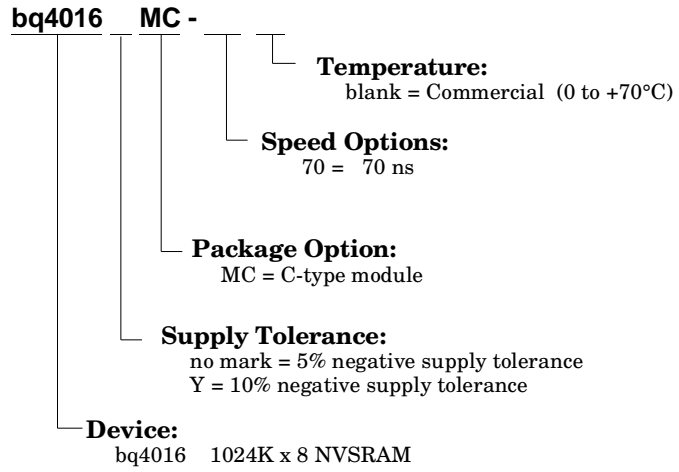 bq4016 MC -
Temperature:
blank = Commercial (0 to +70°C)
Speed Options:
70 = 70 ns
Package Option:
MC = C-type module
Supply Tolerance:
no mark = 5% negative supply tolerance
Y = 10% negative supply tolerance
Device:
bq4016 1024K x 8 NVSRAM